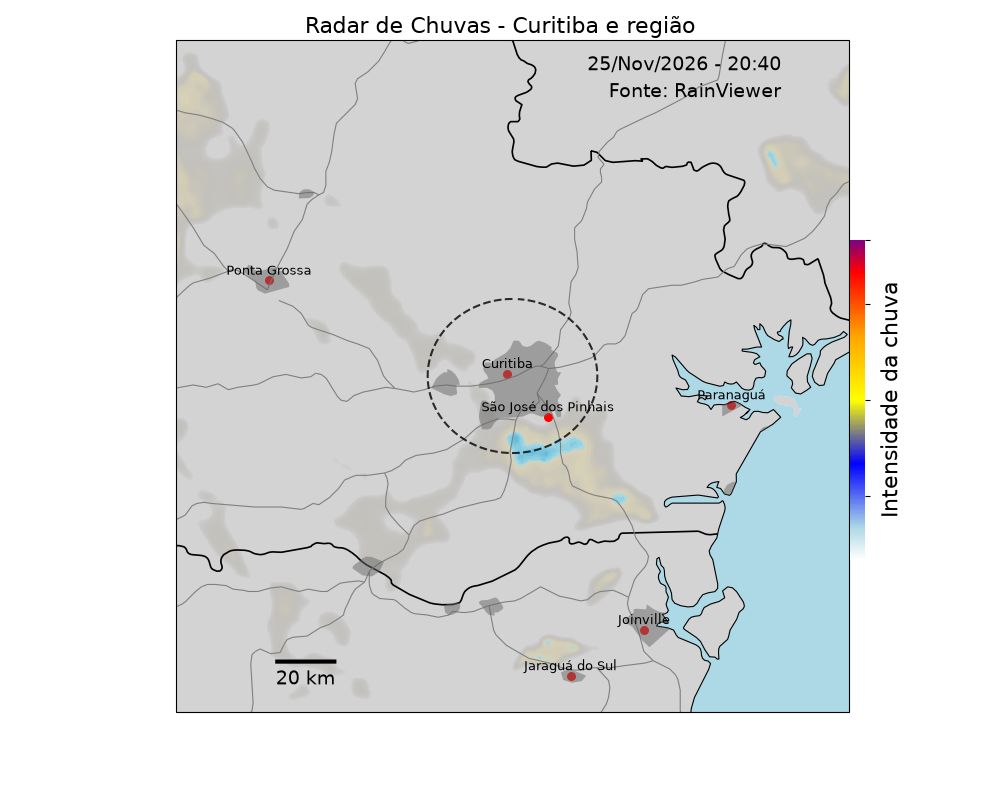 Radar de Chuvas - Curitiba e região
25/Nov/2026 - 20:40
Fonte: RainViewer
Ponta Grossa
Curitiba
São José dos Pinhais
Paranaguá
Intensidade da chuva
Joinville
Jaraguá do Sul
20 km